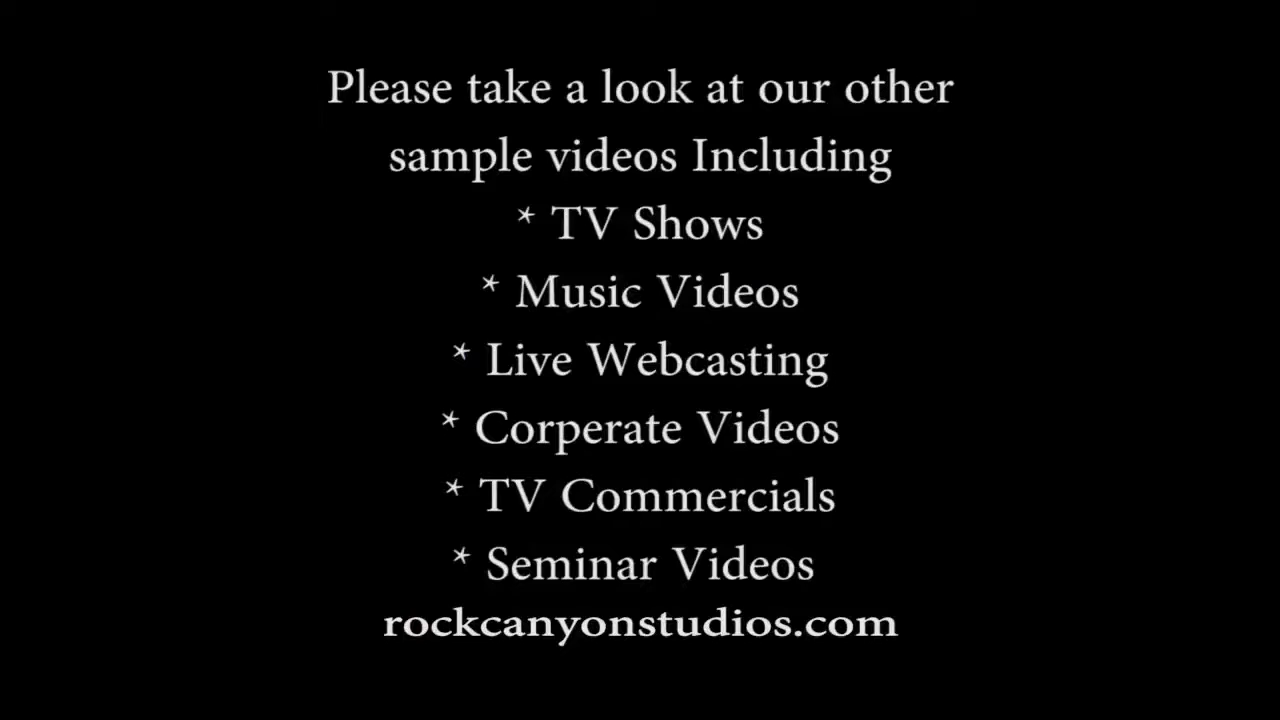 Please take a look at our other
sample videos Including
* TV Shows
* Music Videos
* Live Webcasting
* Corperate Videos
* TV Commercials
* Seminar Videos
rockcanyonstudios.com